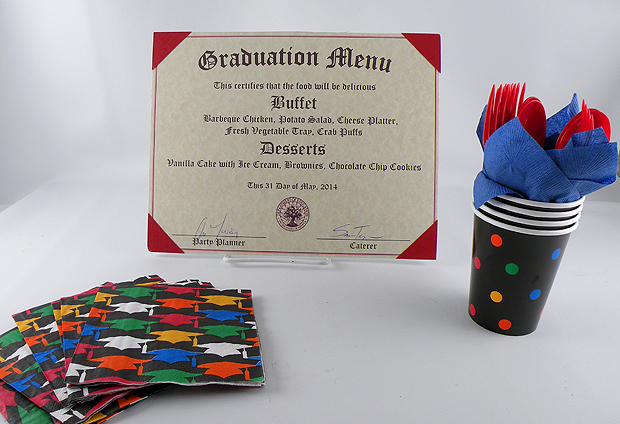 Graduation Menu
This certifies that the food will be delicious
Buffet
Barbeque Chicken, Potato Salad, Cheese Platter,
Fresh Vegetable Tray, Crab Puffs
Desserts
Vanilla Cake with Ice Cream, Brownies, Chocolate Chip Cookies
This 31 Day of May, 2014
Party Planner
Caterer